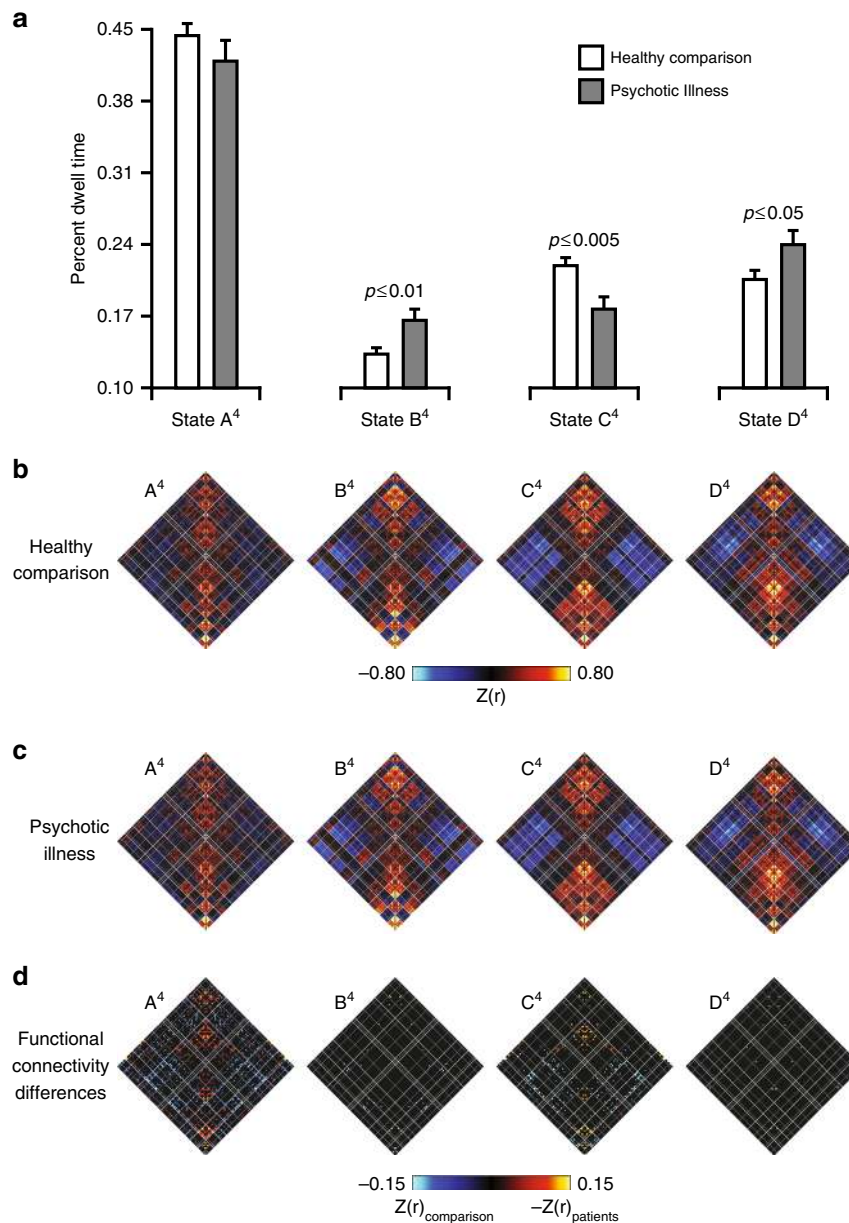 a
0.45
0.38
0.31
0.24
0.17
0.10
Percent dwell time
Healthy comparison
Psychotic Illness
p≤0.01
p≤0.005
p≤0.05
State A⁴
State B⁴
State C⁴
State D⁴
b
A⁴
B⁴
C⁴
D⁴
Healthy
comparison
−0.80
0.80
Z(r)
c
A⁴
B⁴
C⁴
D⁴
Psychotic
illness
d
A⁴
B⁴
C⁴
D⁴
Functional
connectivity
differences
−0.15
0.15
Z(r)comparison
−Z(r)patients